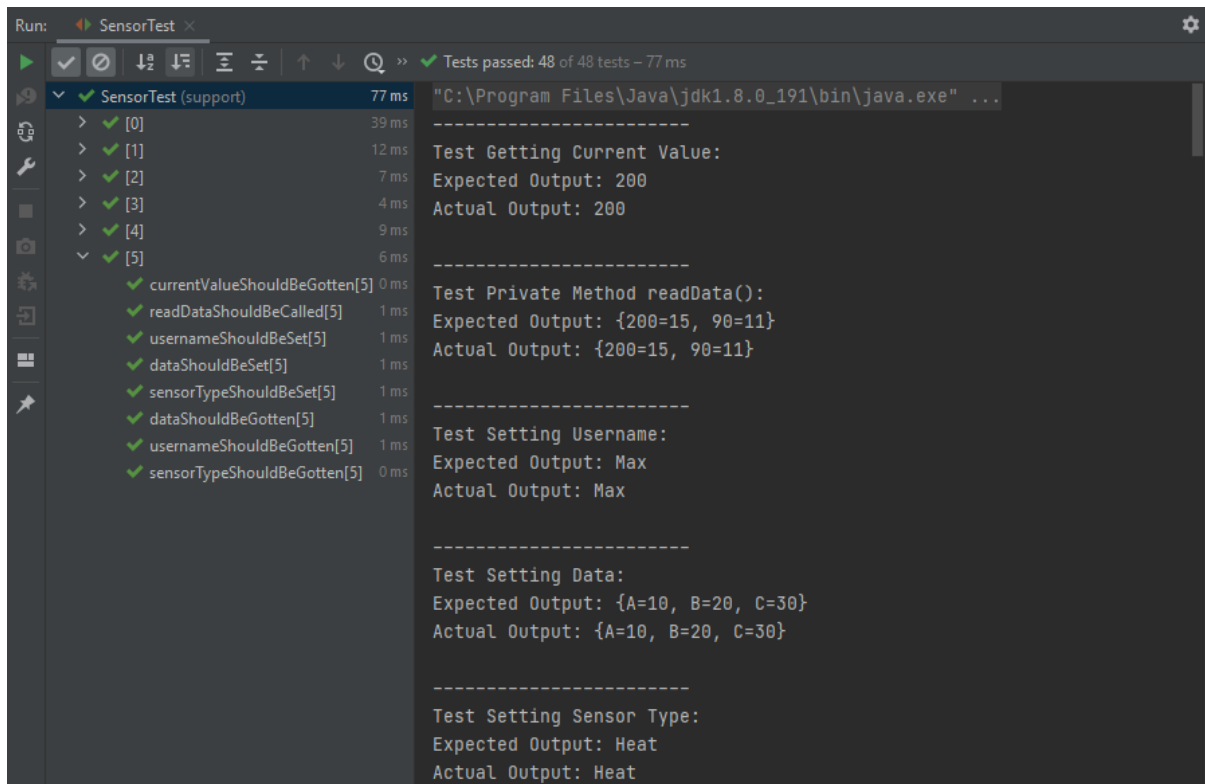 Run: SensorTest
Tests passed: 48 of 48 tests – 77 ms
SensorTest (support) 77 ms
[0] 39 ms
[1] 12 ms
[2] 7 ms
[3] 4 ms
[4] 9 ms
[5] 6 ms
currentValueShouldBeGotten[5] 0 ms
readDataShouldBeCalled[5] 1 ms
usernameShouldBeSet[5] 1 ms
dataShouldBeSet[5] 1 ms
sensorTypeShouldBeSet[5] 1 ms
dataShouldBeGotten[5] 1 ms
usernameShouldBeGotten[5] 1 ms
sensorTypeShouldBeGotten[5] 0 ms
"C:\Program Files\Java\jdk1.8.0_191\bin\java.exe" ...
------------------------
Test Getting Current Value:
Expected Output: 200
Actual Output: 200
------------------------
Test Private Method readData():
Expected Output: {200=15, 90=11}
Actual Output: {200=15, 90=11}
------------------------
Test Setting Username:
Expected Output: Max
Actual Output: Max
------------------------
Test Setting Data:
Expected Output: {A=10, B=20, C=30}
Actual Output: {A=10, B=20, C=30}
------------------------
Test Setting Sensor Type:
Expected Output: Heat
Actual Output: Heat